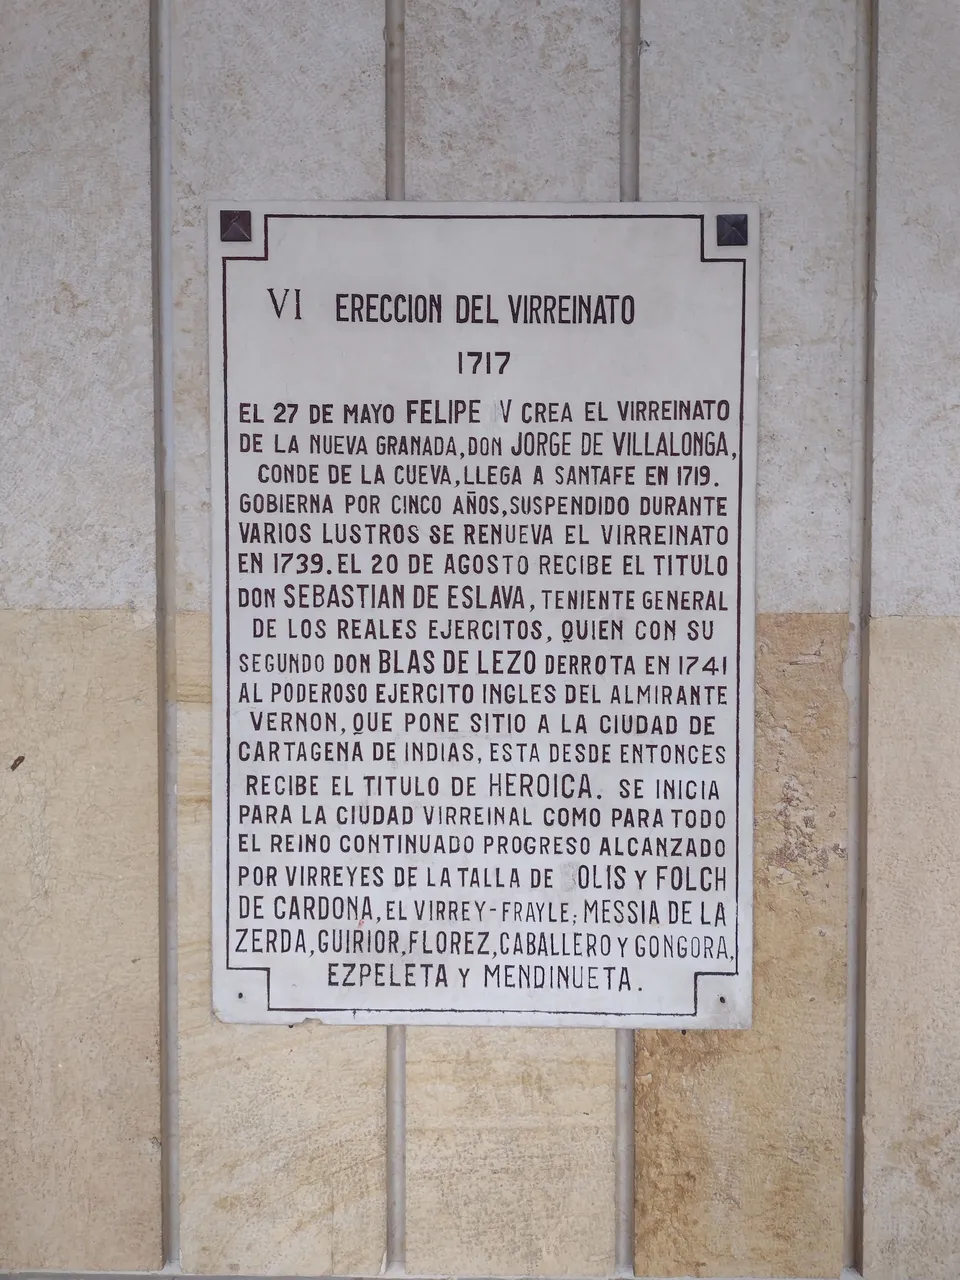 VI ERECCION DEL VIRREINATO
1717
EL 27 DE MAYO FELIPE V CREA EL VIRREINATO
DE LA NUEVA GRANADA, DON JORGE DE VILLALONGA,
CONDE DE LA CUEVA, LLEGA A SANTAFE EN 1719.
GOBIERNA POR CINCO AÑOS, SUSPENDIDO DURANTE
VARIOS LUSTROS SE RENUEVA EL VIRREINATO
EN 1739. EL 20 DE AGOSTO RECIBE EL TITULO
DON SEBASTIAN DE ESLAVA, TENIENTE GENERAL
DE LOS REALES EJERCITOS, QUIEN CON SU
SEGUNDO DON BLAS DE LEZO DERROTA EN 1741
AL PODEROSO EJERCITO INGLES DEL ALMIRANTE
VERNON, QUE PONE SITIO A LA CIUDAD DE
CARTAGENA DE INDIAS, ESTA DESDE ENTONCES
RECIBE EL TITULO DE HEROICA. SE INICIA
PARA LA CIUDAD VIRREINAL COMO PARA TODO
EL REINO CONTINUADO PROGRESO ALCANZADO
POR VIRREYES DE LA TALLA DE OLIS Y FOLCH
DE CARDONA, EL VIRREY-FRAYLE; MESSIA DE LA
ZERDA, GUIRIOR, FLOREZ, CABALLERO Y GONGORA,
EZPELETA Y MENDINUETA.